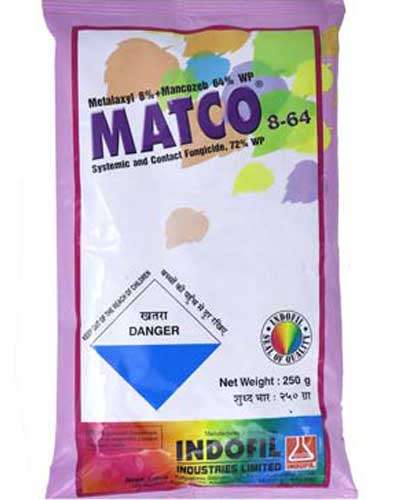 Metalaxyl 8%+Mancozeb 64% WP
MATCO® 8-64
Systemic and Contact Fungicide, 72% WP
KEEP OUT OF THE REACH OF CHILDREN
बच्चों की पहुँच से दूर रखिए
खतरा
DANGER
INDOFIL
SEAL OF QUALITY
Net Weight : 250 g
शुध्द भार : २५० ग्रा
INDOFIL
INDUSTRIES LIMITED
INDOFIL